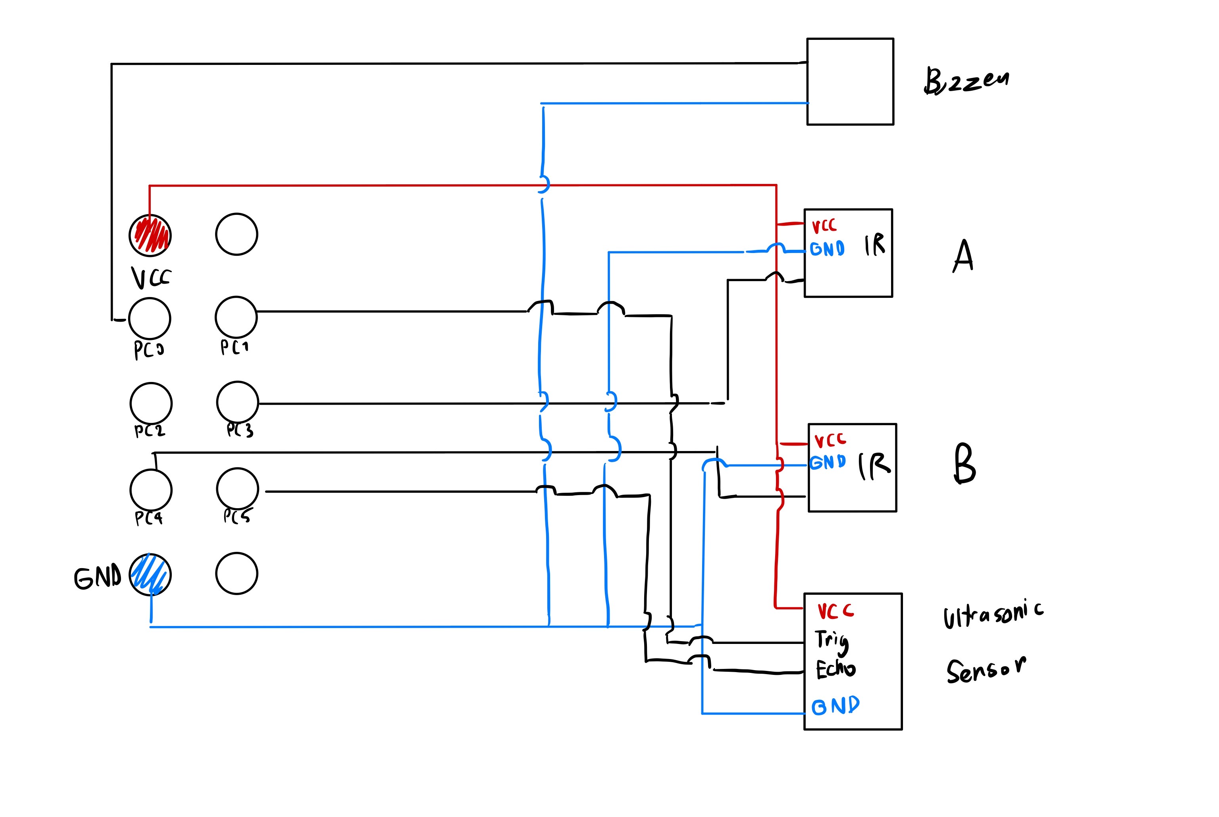 Buzzer
VCC
GND
IR
A
VCC
PC0
PC1
PC2
PC3
VCC
GND
IR
B
PC4
PC5
GND
VCC
Trig
Echo
GND
Ultrasonic
Sensor